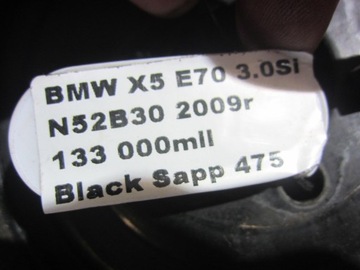 BMW X5 E70 3.0Si
N52B30 2009r
133 000mil
Black Sapp 475